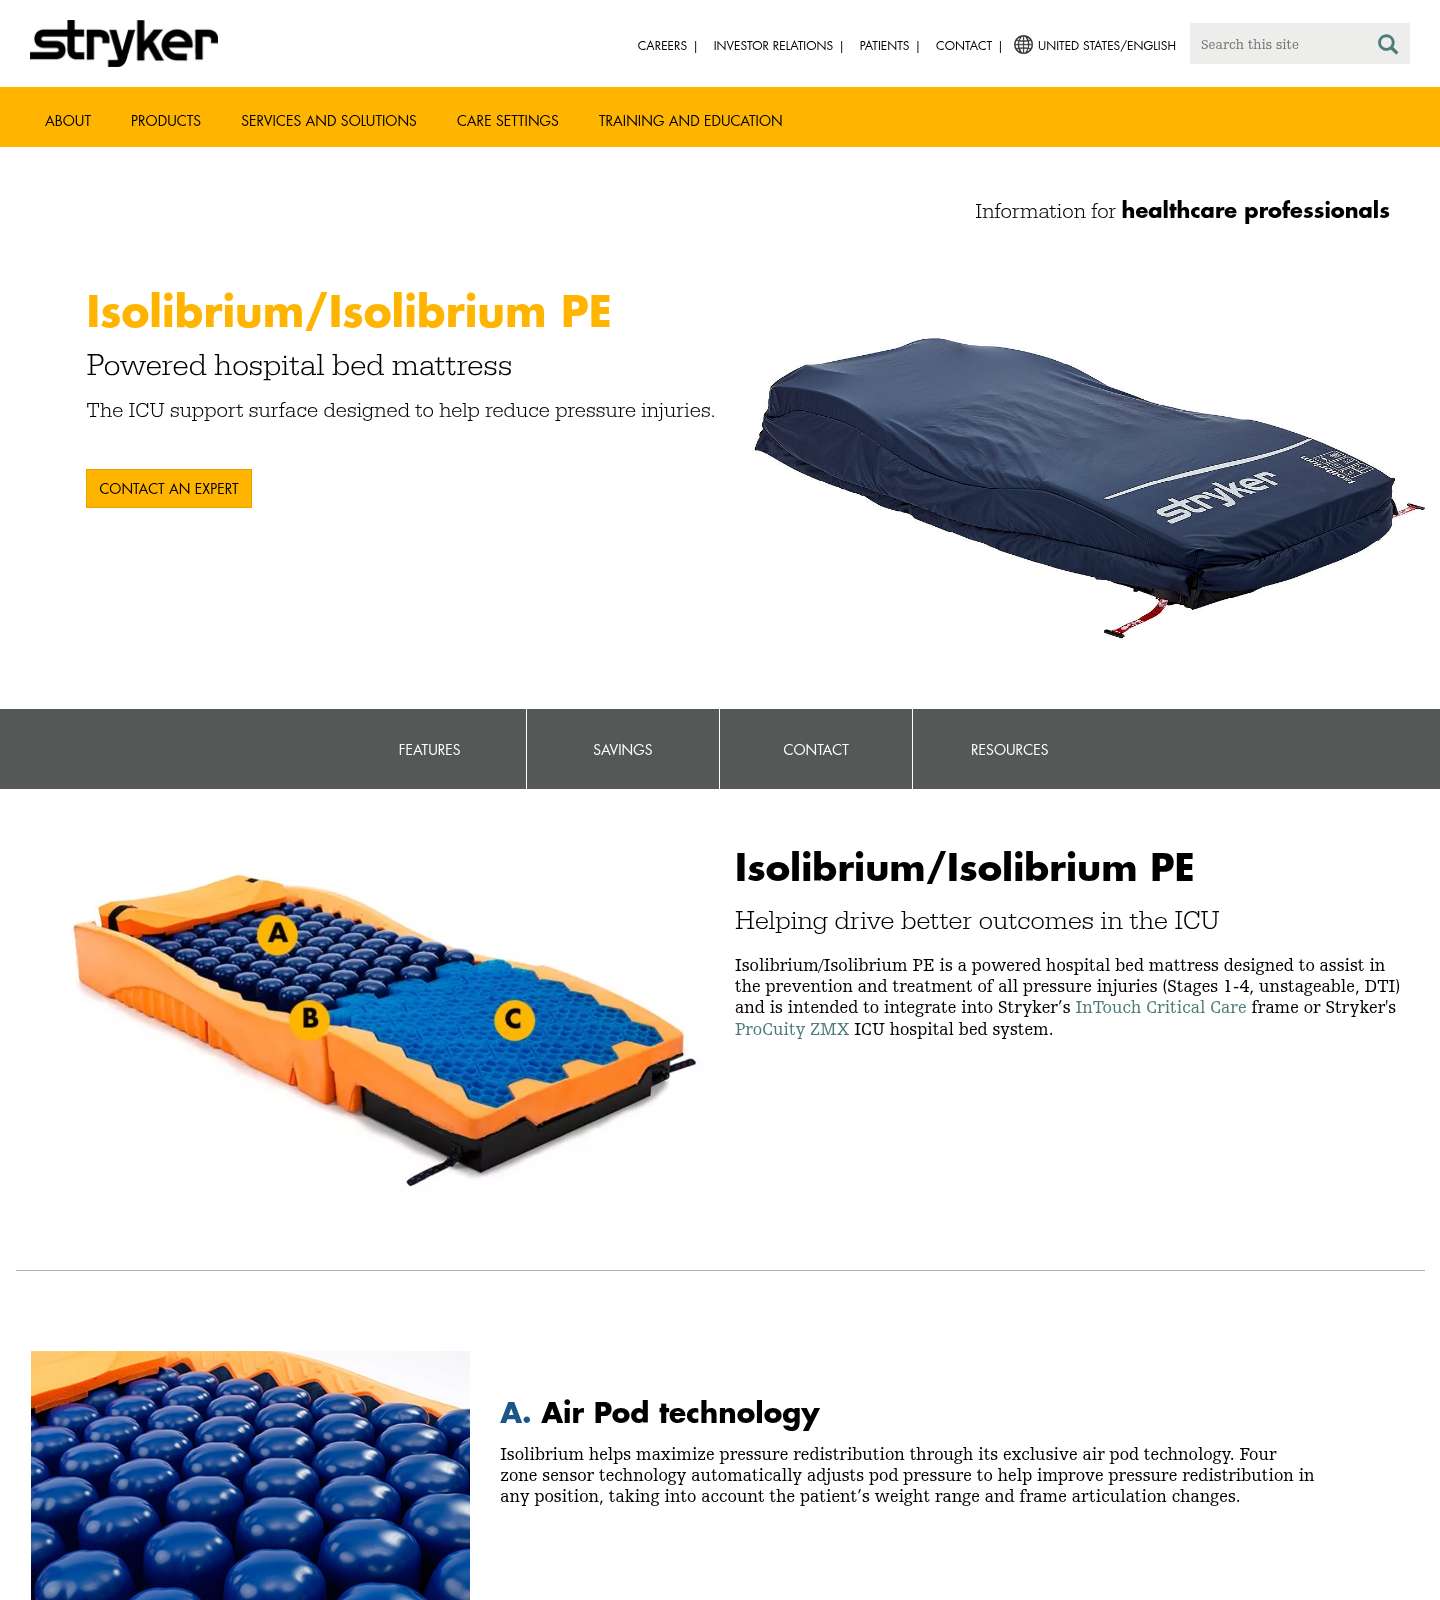 stryker
CAREERS |
INVESTOR RELATIONS |
PATIENTS |
CONTACT |
UNITED STATES/ENGLISH
Search this site
ABOUT
PRODUCTS
SERVICES AND SOLUTIONS
CARE SETTINGS
TRAINING AND EDUCATION
Information for healthcare professionals
Isolibrium/Isolibrium PE
Powered hospital bed mattress
The ICU support surface designed to help reduce pressure injuries.
CONTACT AN EXPERT
stryker
FEATURES
SAVINGS
CONTACT
RESOURCES
A
B
C
Isolibrium/Isolibrium PE
Helping drive better outcomes in the ICU
Isolibrium/Isolibrium PE is a powered hospital bed mattress designed to assist in
the prevention and treatment of all pressure injuries (Stages 1-4, unstageable, DTI)
and is intended to integrate into Stryker’s InTouch Critical Care frame or Stryker's
ProCuity ZMX ICU hospital bed system.
A. Air Pod technology
Isolibrium helps maximize pressure redistribution through its exclusive air pod technology. Four
zone sensor technology automatically adjusts pod pressure to help improve pressure redistribution in
any position, taking into account the patient’s weight range and frame articulation changes.